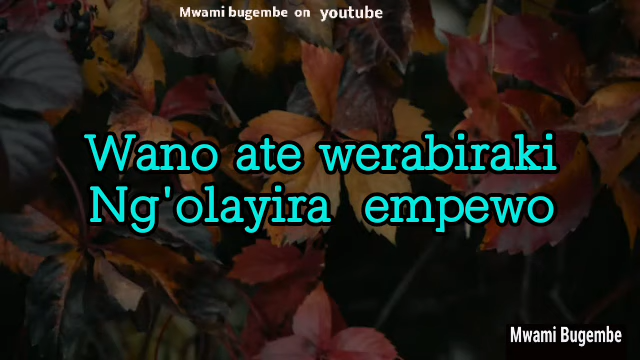 Mwami bugembe on youtube
Wano ate werabiraki
Ng'olayira empewo
Mwami Bugembe